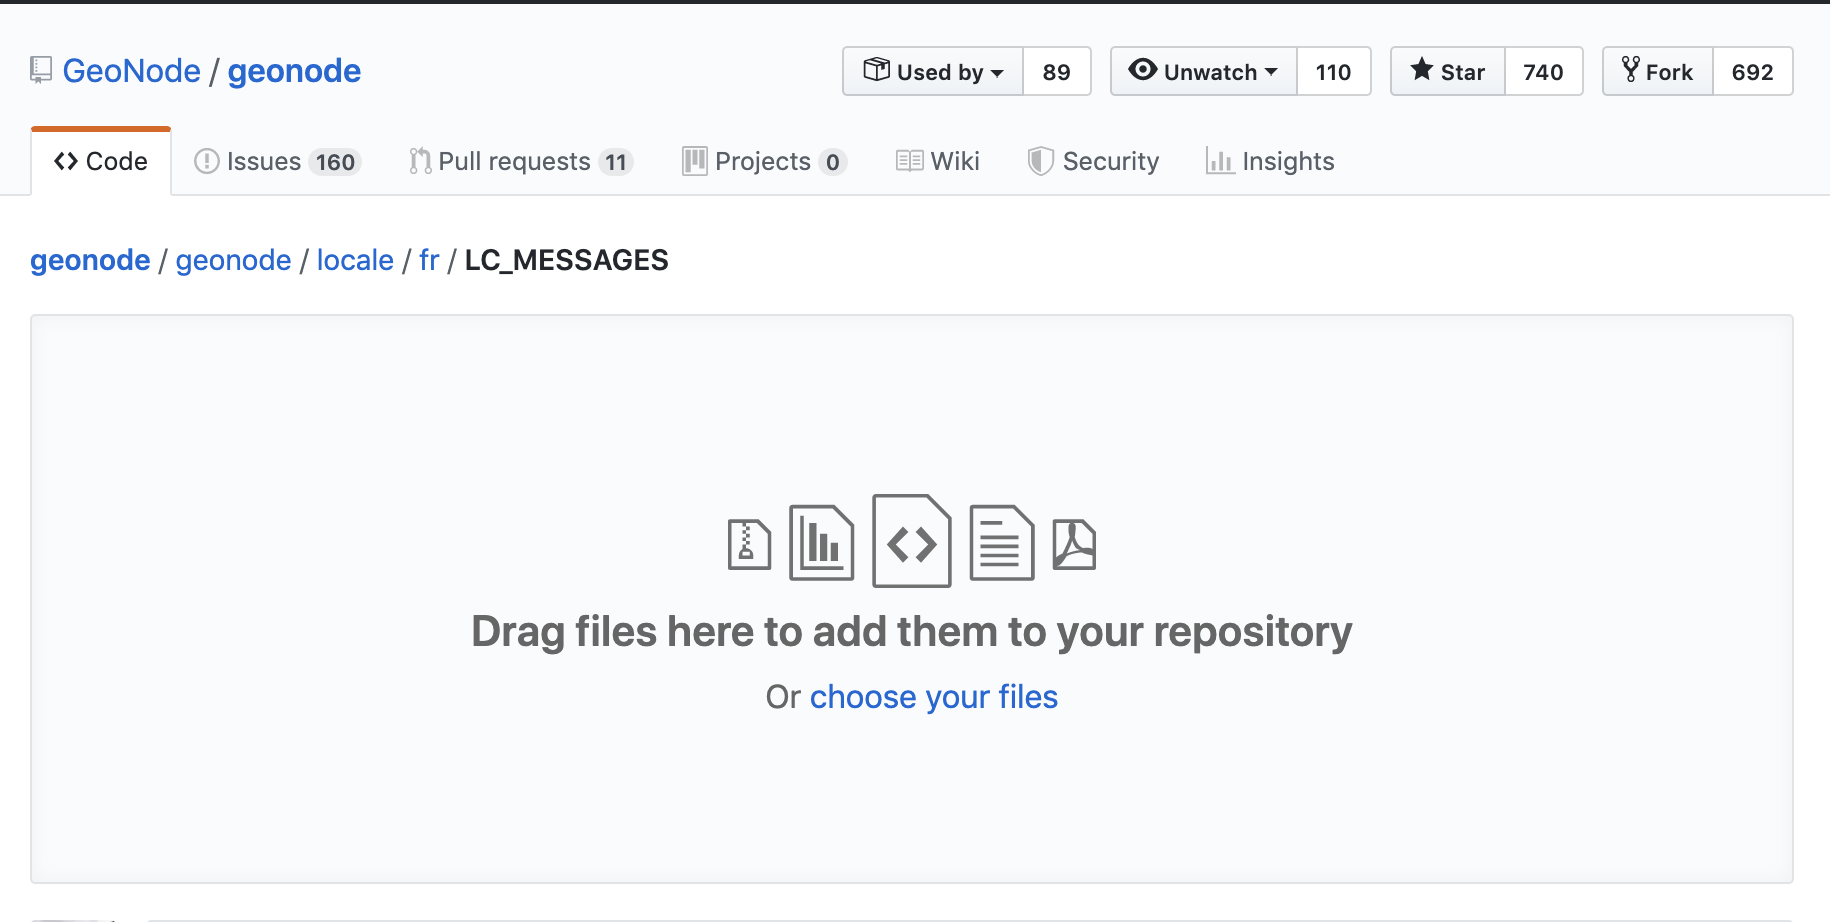 GeoNode / geonode
Used by 89 Unwatch 110 Star 740 Fork 692
Code Issues 160 Pull requests 11 Projects 0 Wiki Security Insights
geonode / geonode / locale / fr / LC_MESSAGES
Drag files here to add them to your repository
Or choose your files